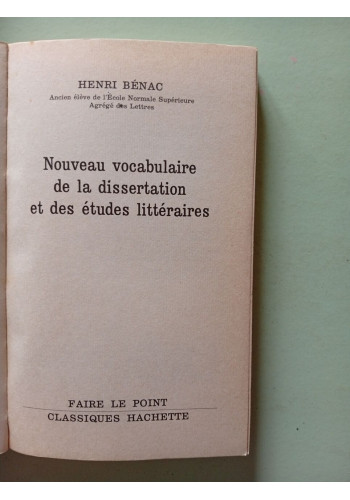 HENRI BÉNAC
Ancien élève de l'École Normale Supérieure
Agrégé des Lettres
Nouveau vocabulaire
de la dissertation
et des études littéraires
FAIRE LE POINT
CLASSIQUES HACHETTE